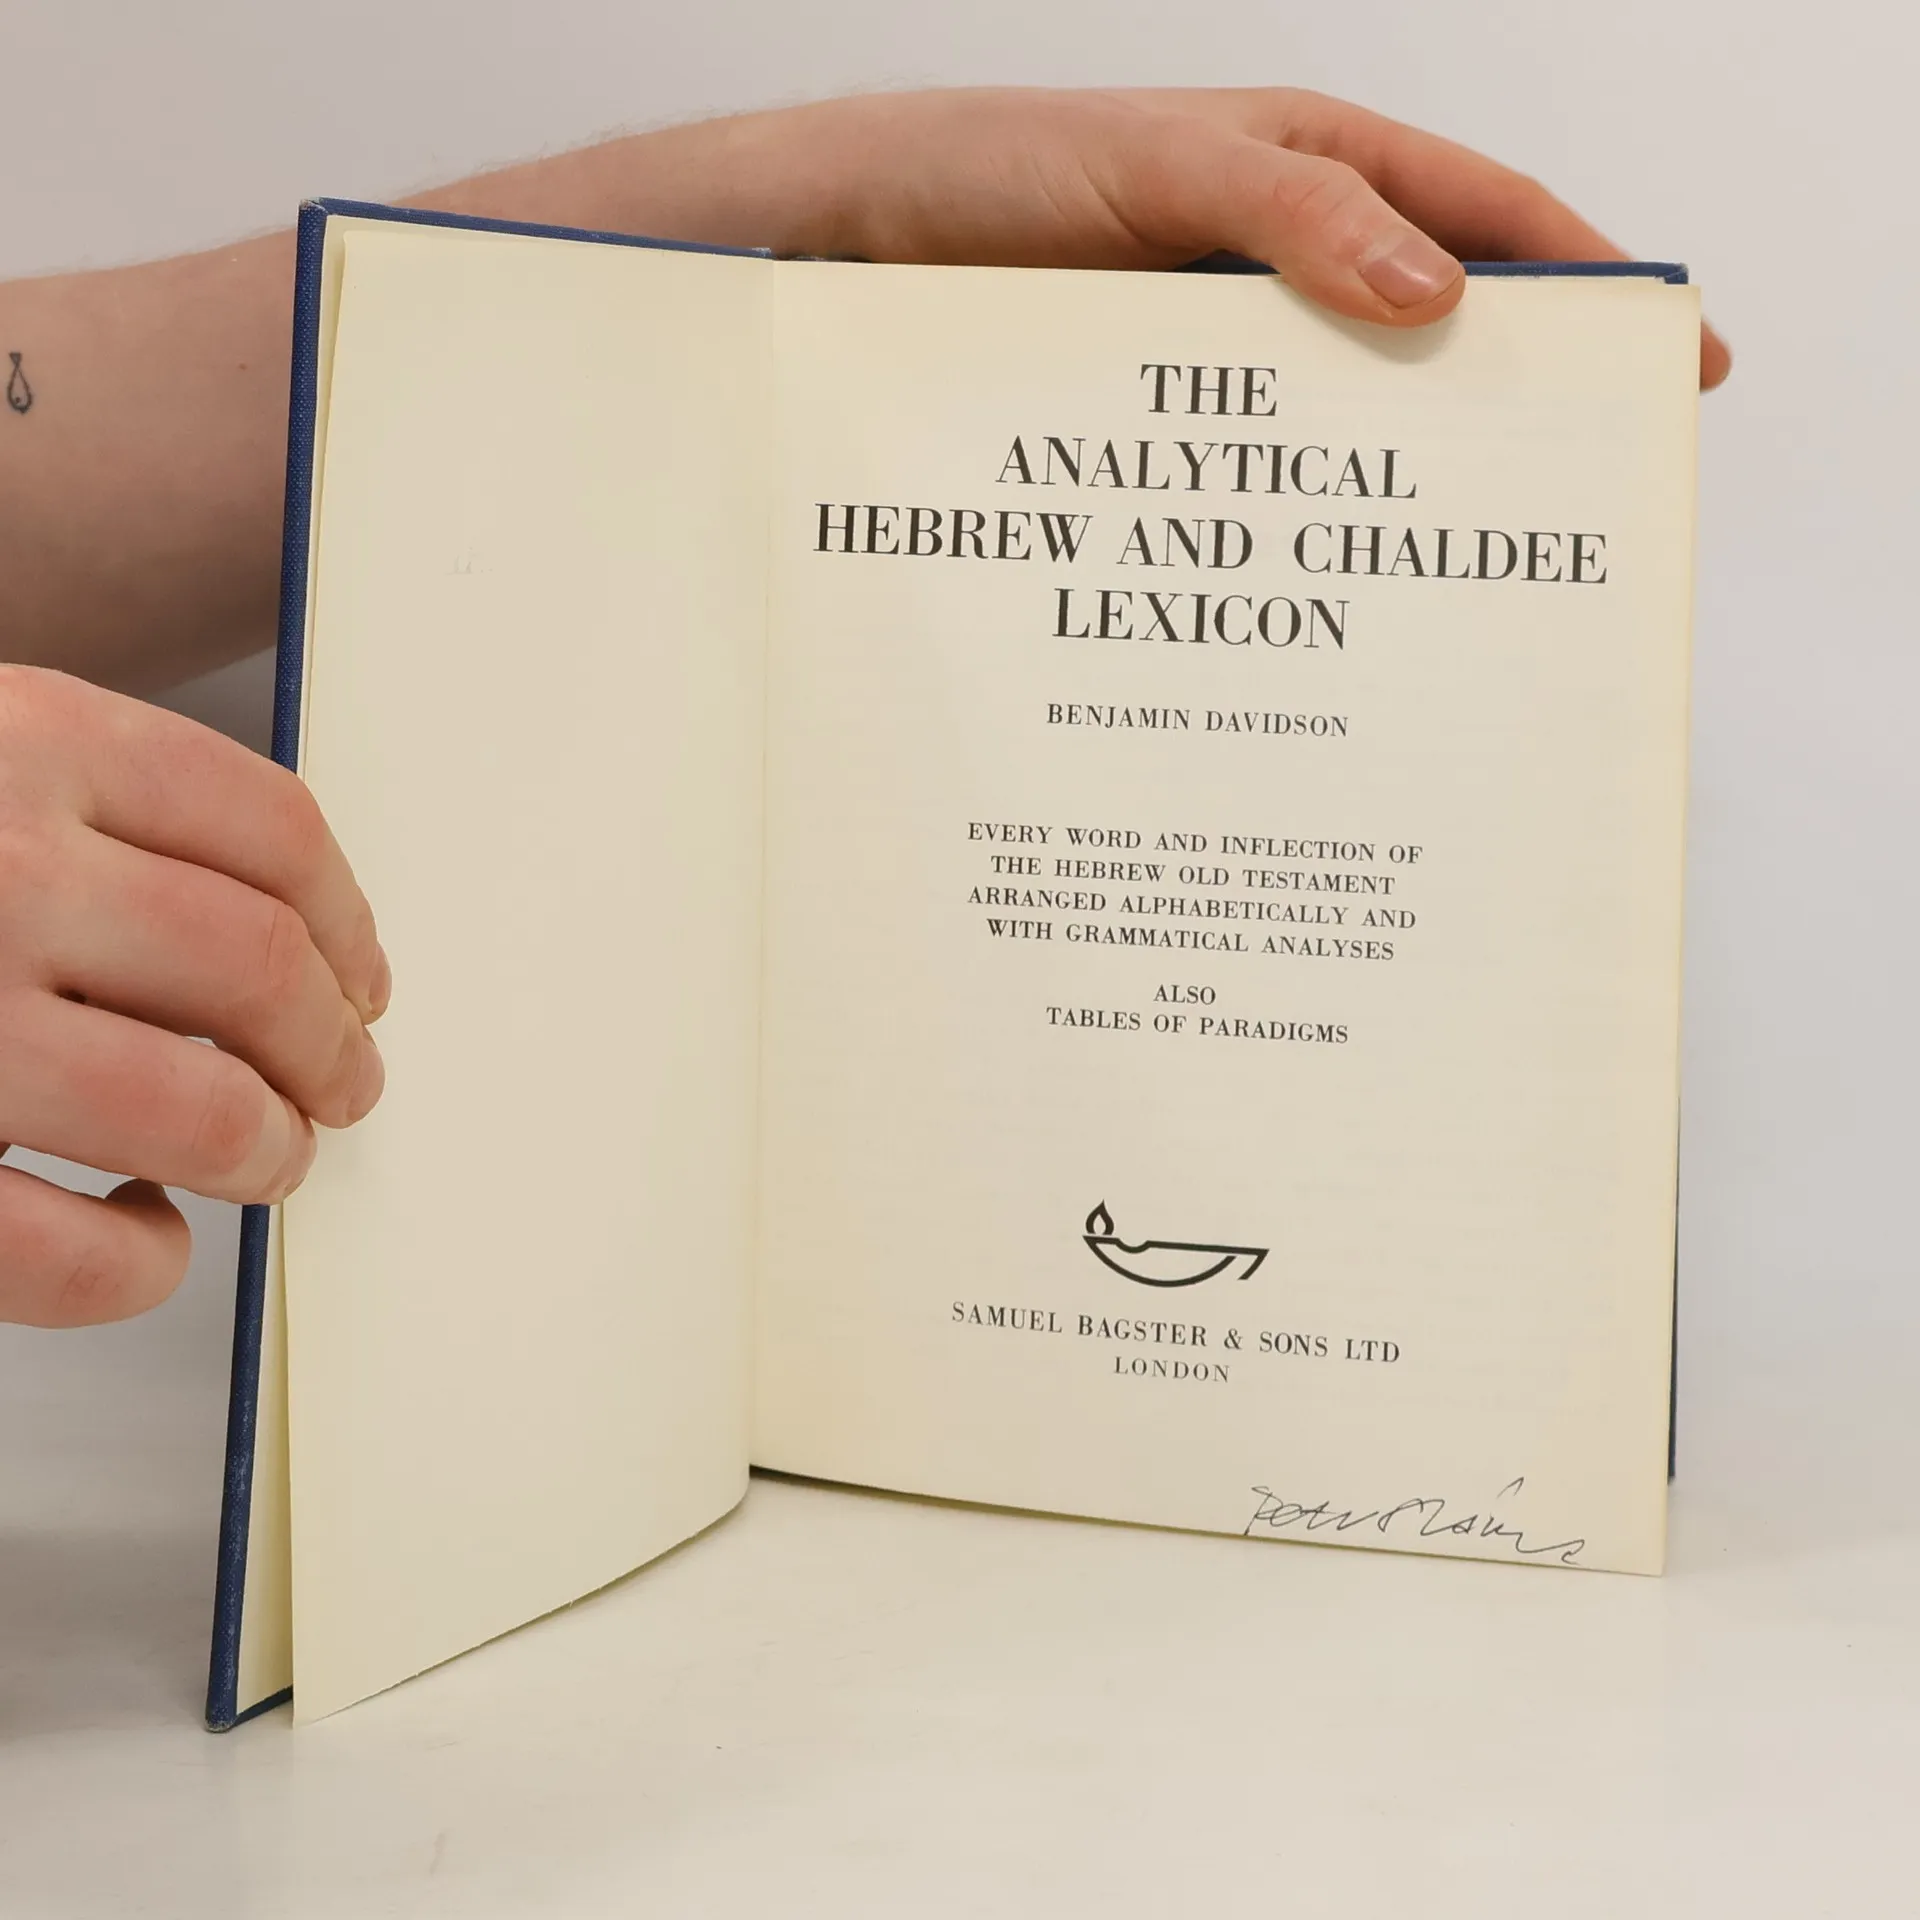 THE
ANALYTICAL
HEBREW AND CHALDEE
LEXICON
BENJAMIN DAVIDSON
EVERY WORD AND INFLECTION OF
THE HEBREW OLD TESTAMENT
ARRANGED ALPHABETICALLY AND
WITH GRAMMATICAL ANALYSES
ALSO
TABLES OF PARADIGMS
SAMUEL BAGSTER & SONS LTD
LONDON